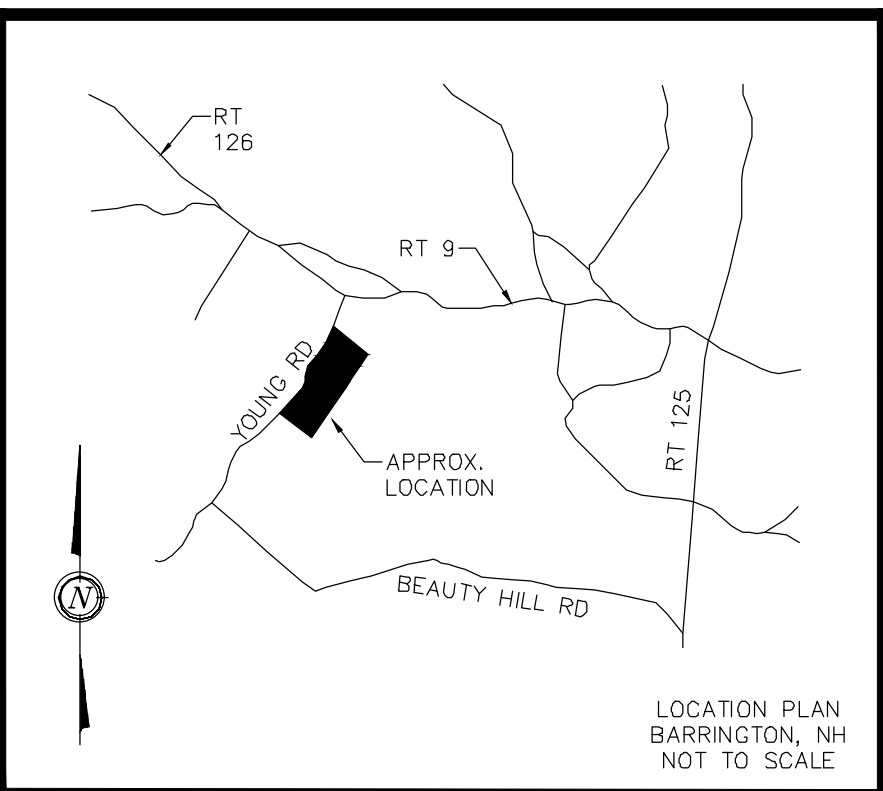 RT
126
RT 9
YOUNG RD
RT 125
APPROX.
LOCATION
N
BEAUTY HILL RD
LOCATION PLAN
BARRINGTON, NH
NOT TO SCALE